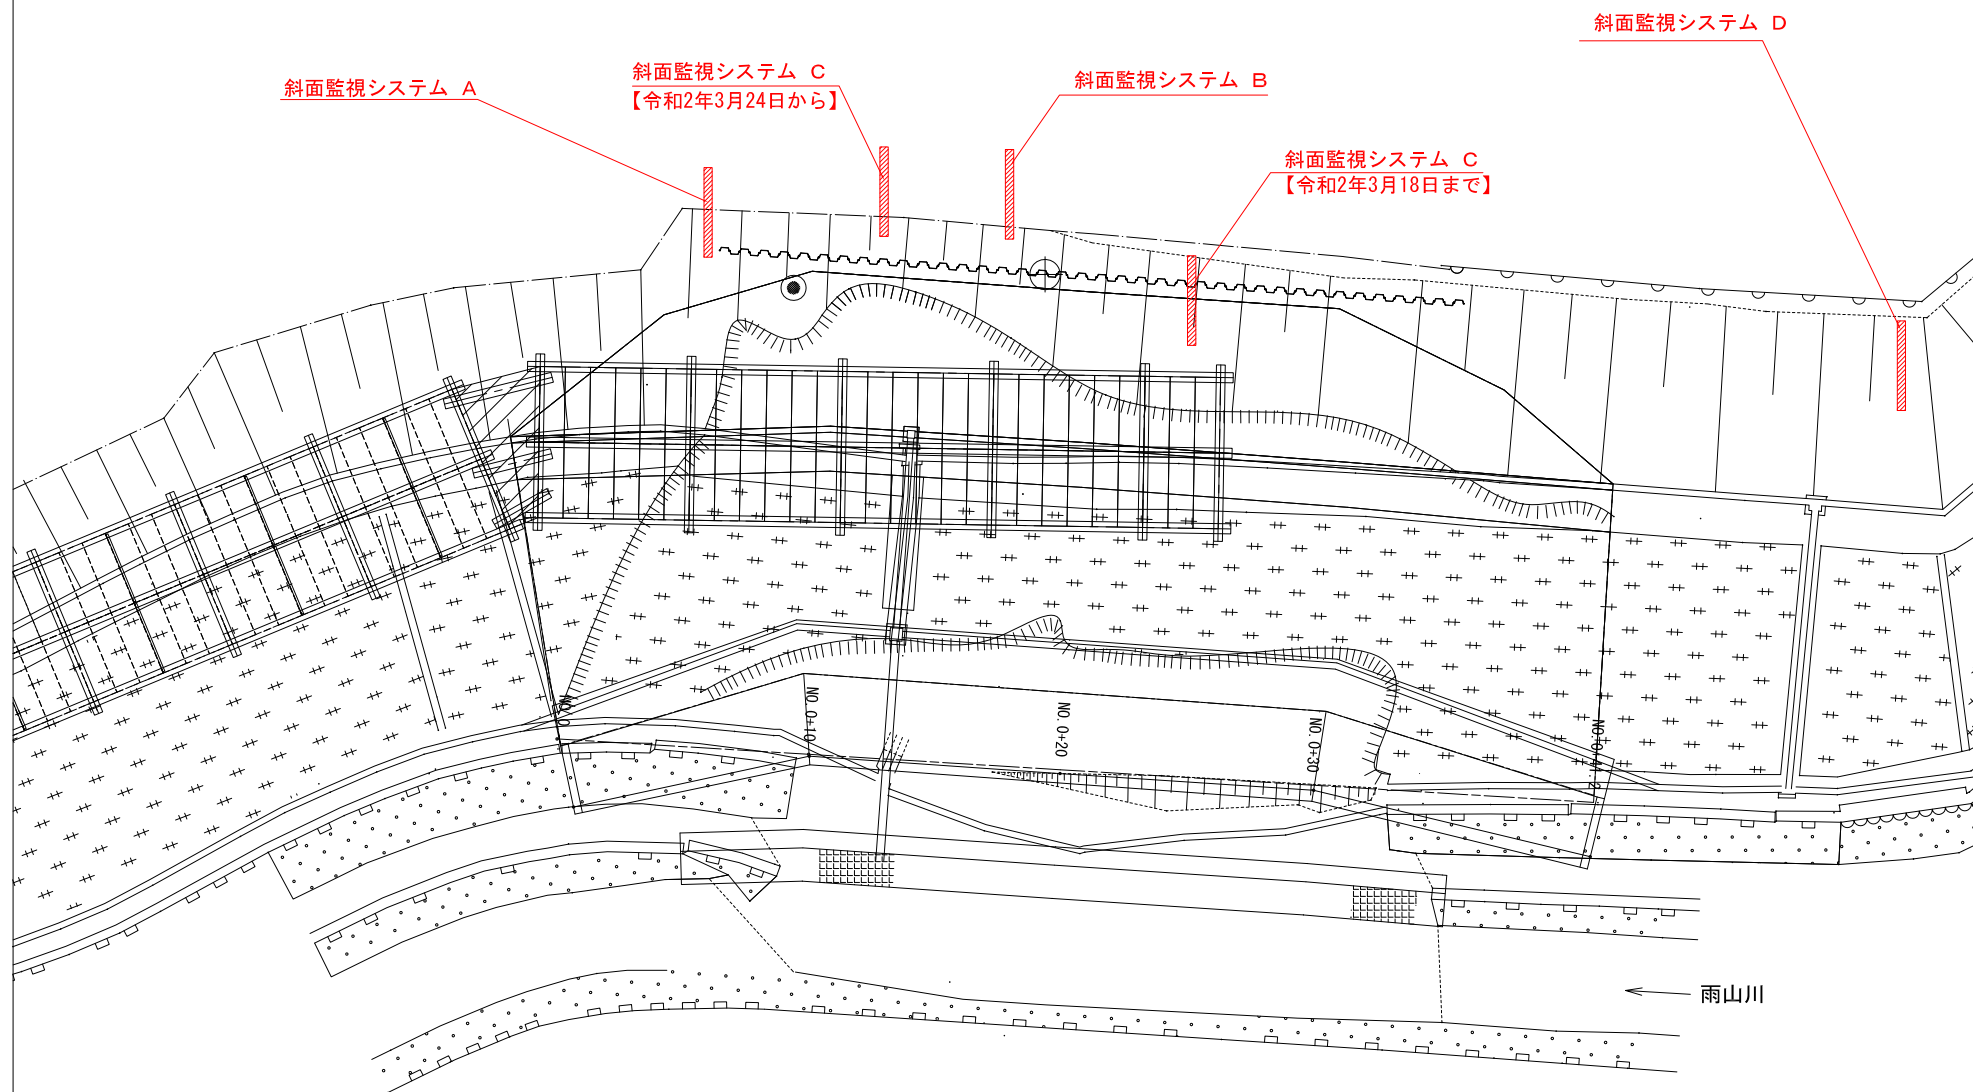 斜面監視システム D
斜面監視システム C
【令和2年3月24日から】
斜面監視システム B
斜面監視システム A
斜面監視システム C
【令和2年3月18日まで】
NO. 0
NO. 0+10
NO. 0+20
NO. 0+30
雨山川